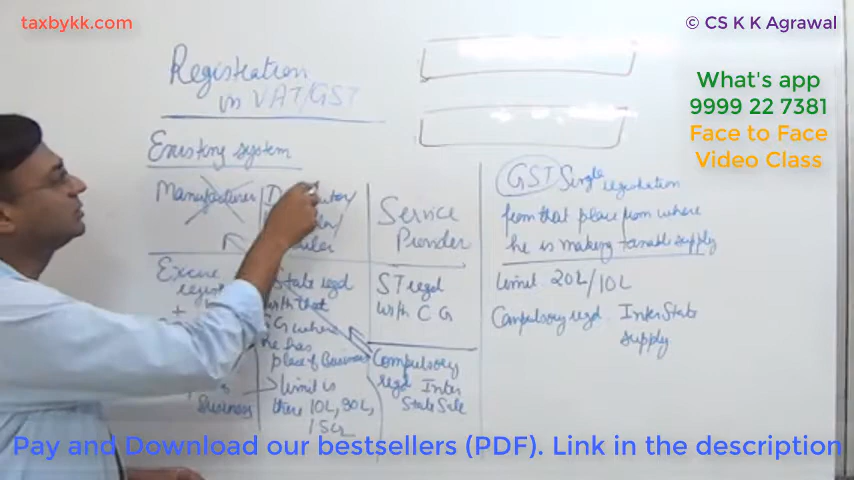 taxbykk.com
© CS K K Agrawal
What's app
9999 22 7381
Face to Face
Video Class
Registration
in VAT/GST
Existing system
Manufacturer
Service
Provider
GST Single registration
from that place from where
he is making taxable supply
Limit 20L/10L
Compulsory regd. InterState
supply
Excise
+
State regd
with that
where
he has
place of Business
limit is
there 10L,
ST regd
with CG
Compulsory
regd Inter
State Sale
Business
Pay and Download our bestsellers (PDF). Link in the description